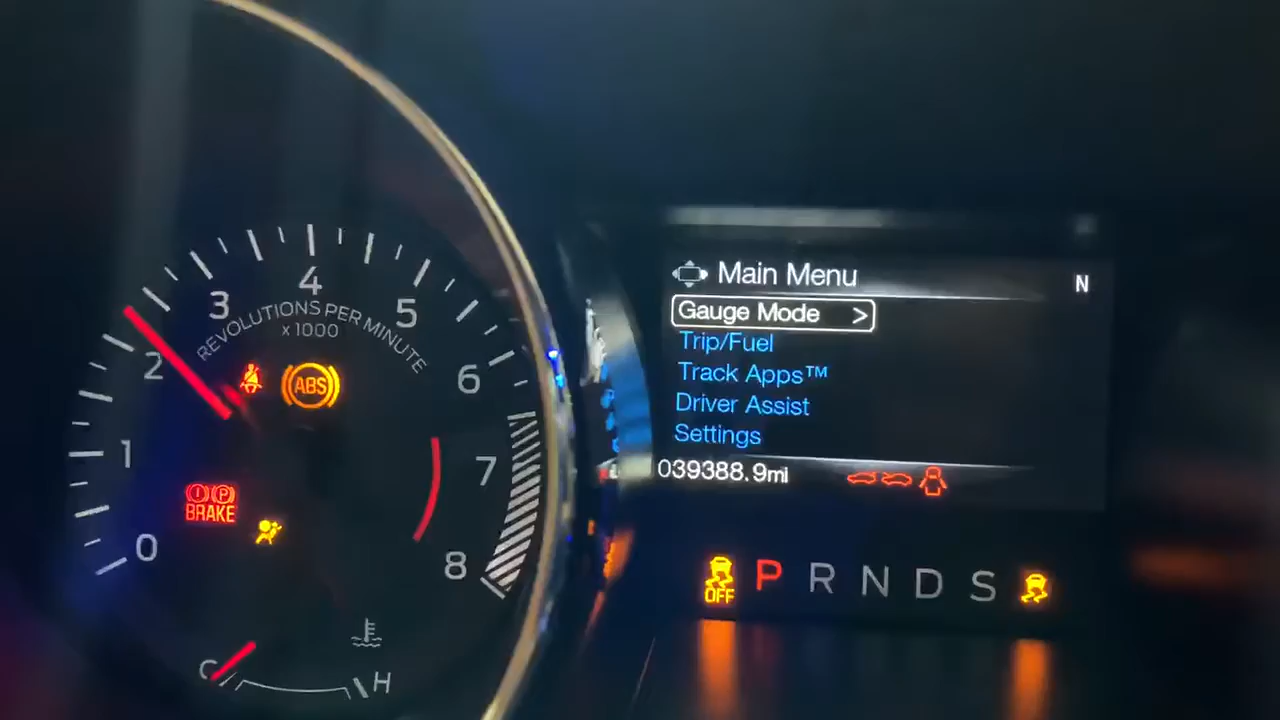 0
1
2
3
4
5
6
7
8
REVOLUTIONS PER MINUTE
x1000
ABS
P
BRAKE
C
H
Main Menu
N
Gauge Mode >
Trip/Fuel
Track Apps™
Driver Assist
Settings
039388.9mi
OFF
P R N D S